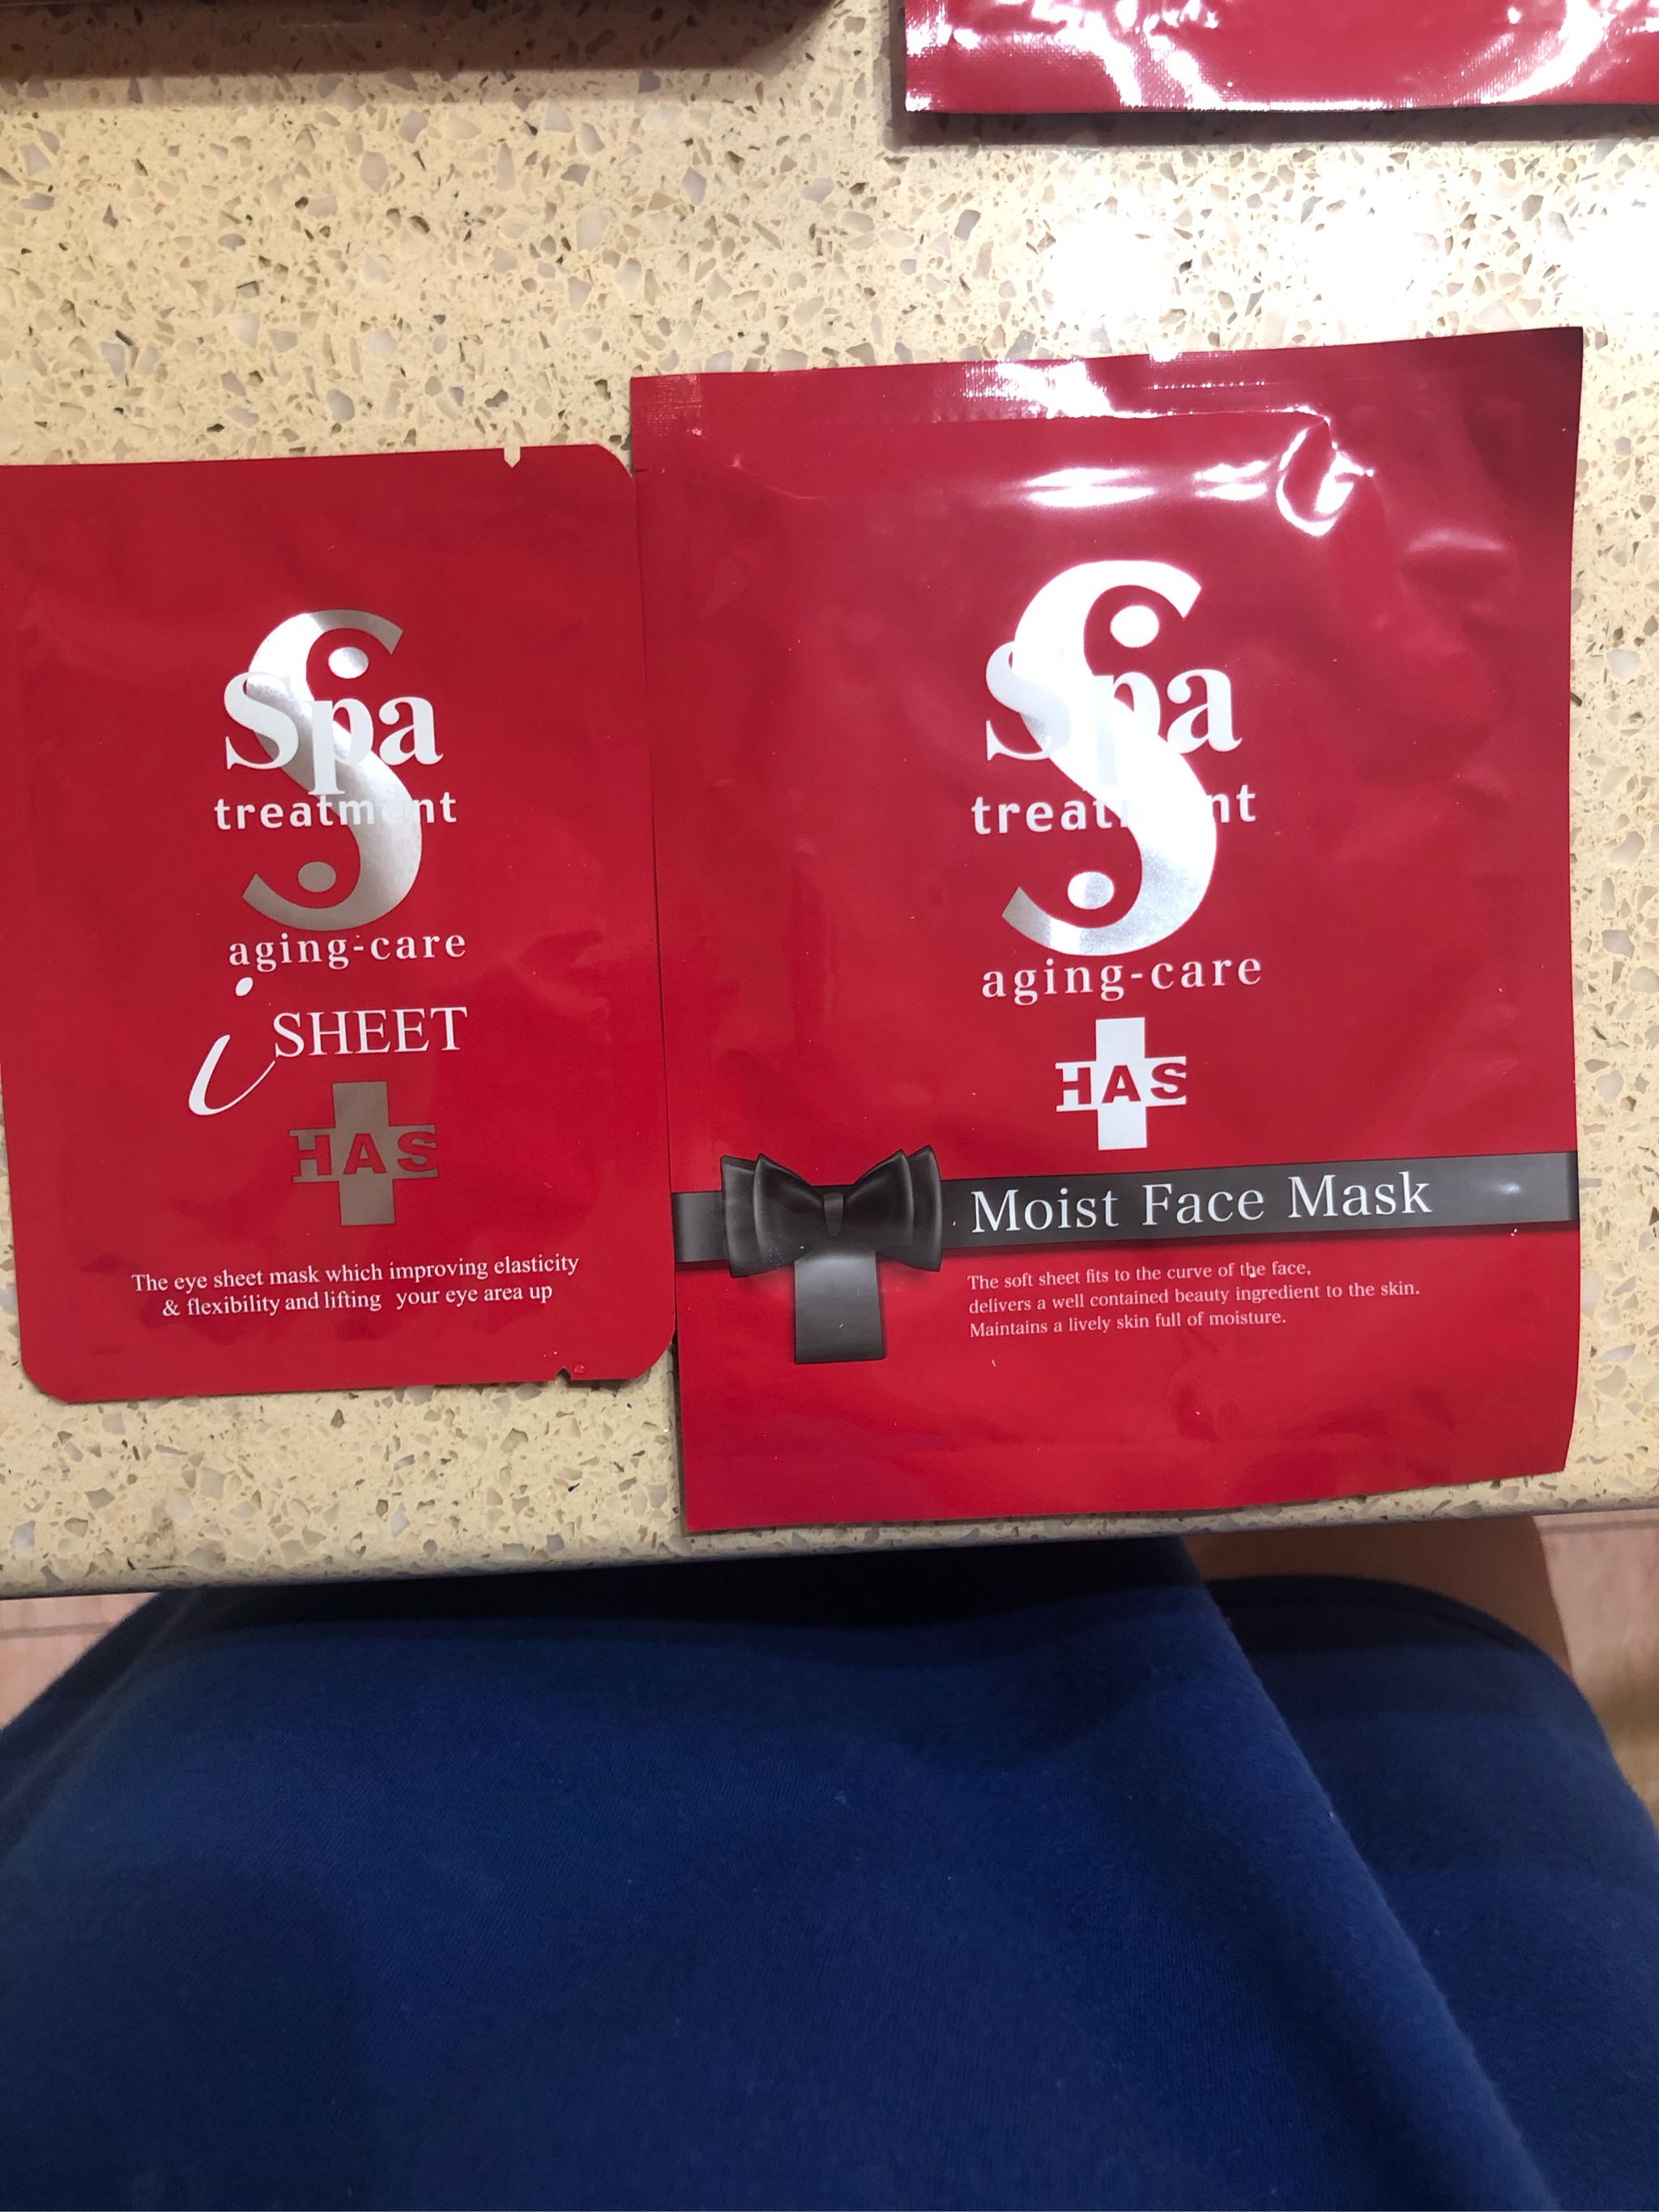 Spa
treatment
aging-care
i SHEET
HAS
The eye sheet mask which improving elasticity
& flexibility and lifting your eye area up
S
Spa
treatment
aging-care
HAS
Moist Face Mask
The soft sheet fits to the curve of the face,
delivers a well contained beauty ingredient to the skin.
Maintains a lively skin full of moisture.